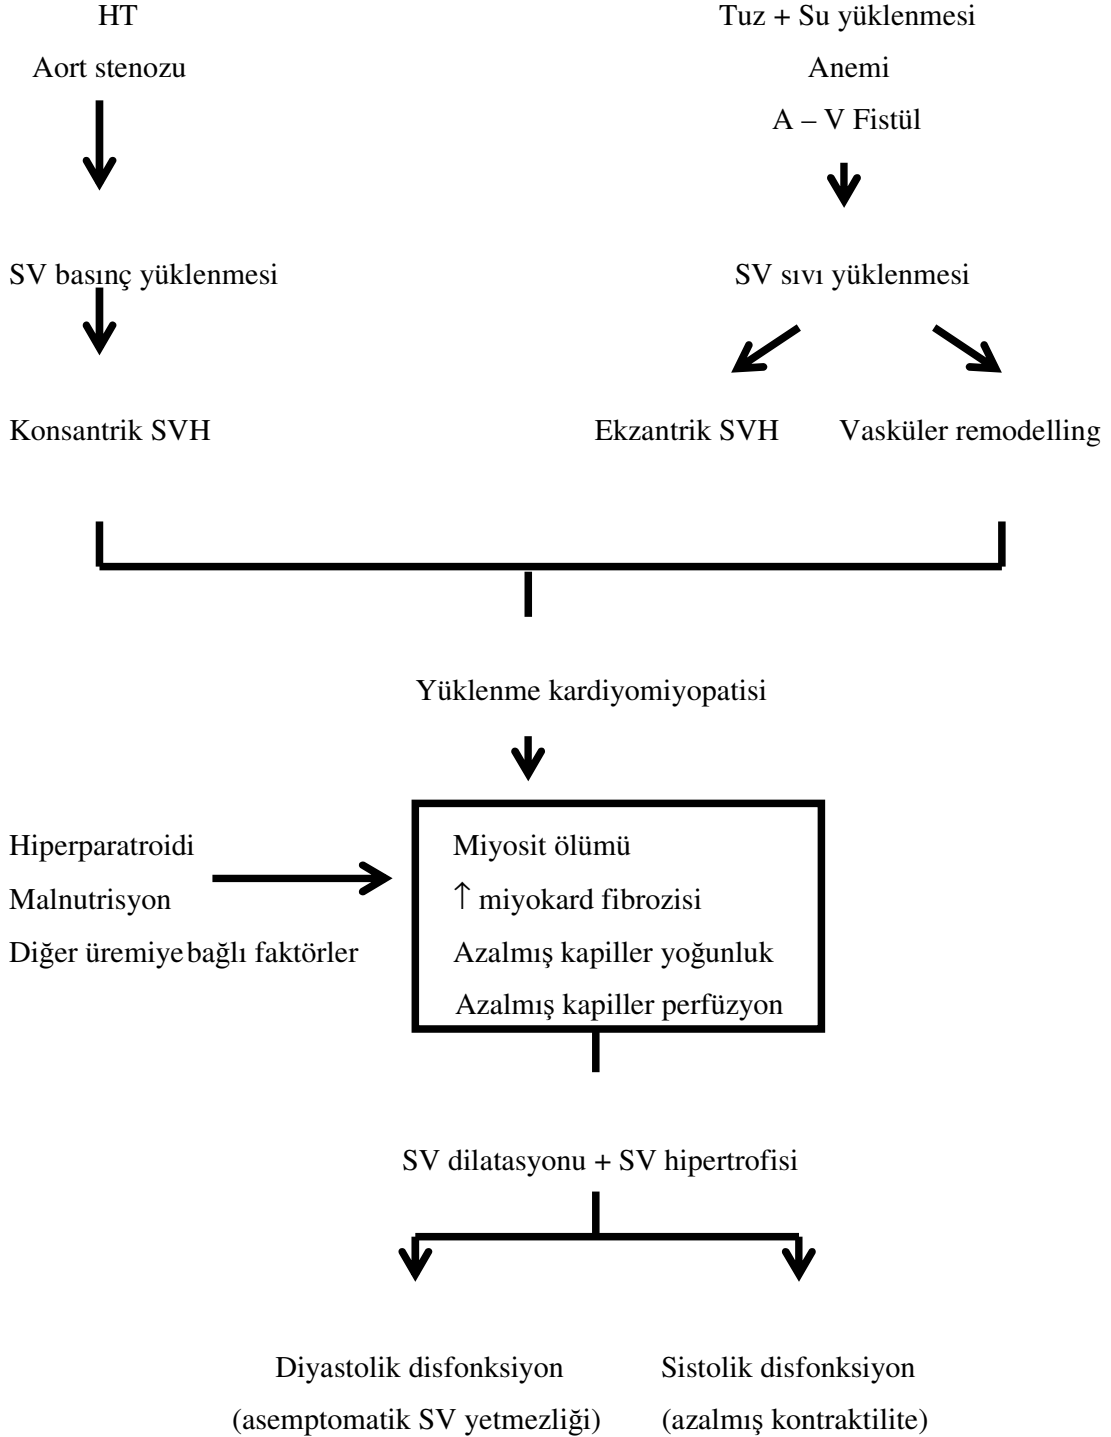 HT
Aort stenozu
Tuz + Su yüklenmesi
Anemi
A – V Fistül
SV basınç yüklenmesi
SV sıvı yüklenmesi
Konsantrik SVH
Ekzantrik SVH
Vasküler remodelling
Yüklenme kardiyomiyopatisi
Hiperparatroidi
Malnutrisyon
Diğer üremiye bağlı faktörler
Miyosit ölümü
↑ miyokard fibrozisi
Azalmış kapiller yoğunluk
Azalmış kapiller perfüzyon
SV dilatasyonu + SV hipertrofisi
Diyastolik disfonksiyon
(asemptomatik SV yetmezliği)
Sistolik disfonksiyon
(azalmış kontraktilite)